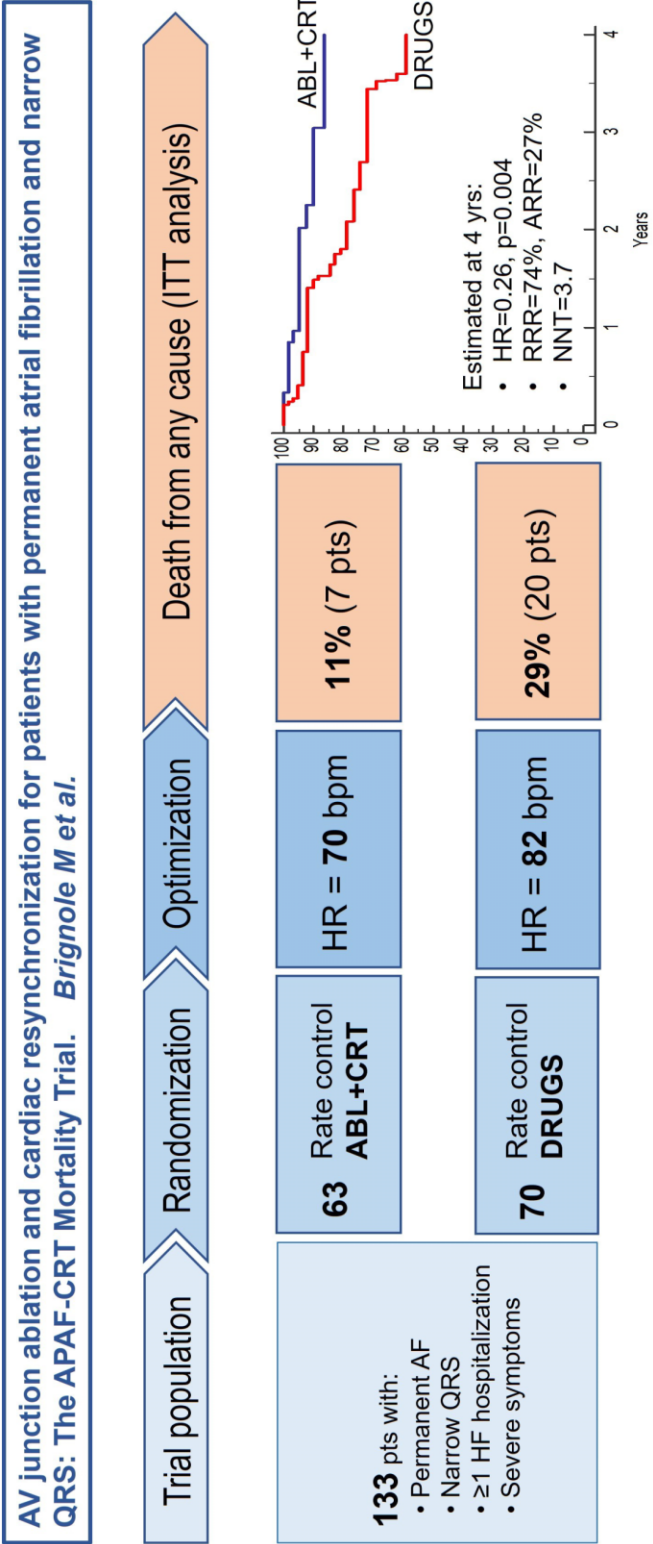 AV junction ablation and cardiac resynchronization for patients with permanent atrial fibrillation and narrow
QRS: The APAF-CRT Mortality Trial. Brignole M et al.
Trial population
Randomization
Optimization
Death from any cause (ITT analysis)
133 pts with:
• Permanent AF
• Narrow QRS
• ≥1 HF hospitalization
• Severe symptoms
63 Rate control
ABL+CRT
HR = 70 bpm
11% (7 pts)
70 Rate control
DRUGS
HR = 82 bpm
29% (20 pts)
100
90
80
70
60
50
40
30
20
10
0
ABL+CRT
DRUGS
Estimated at 4 yrs:
• HR=0.26, p=0.004
• RRR=74%, ARR=27%
• NNT=3.7
0 1 2 3 4
Years